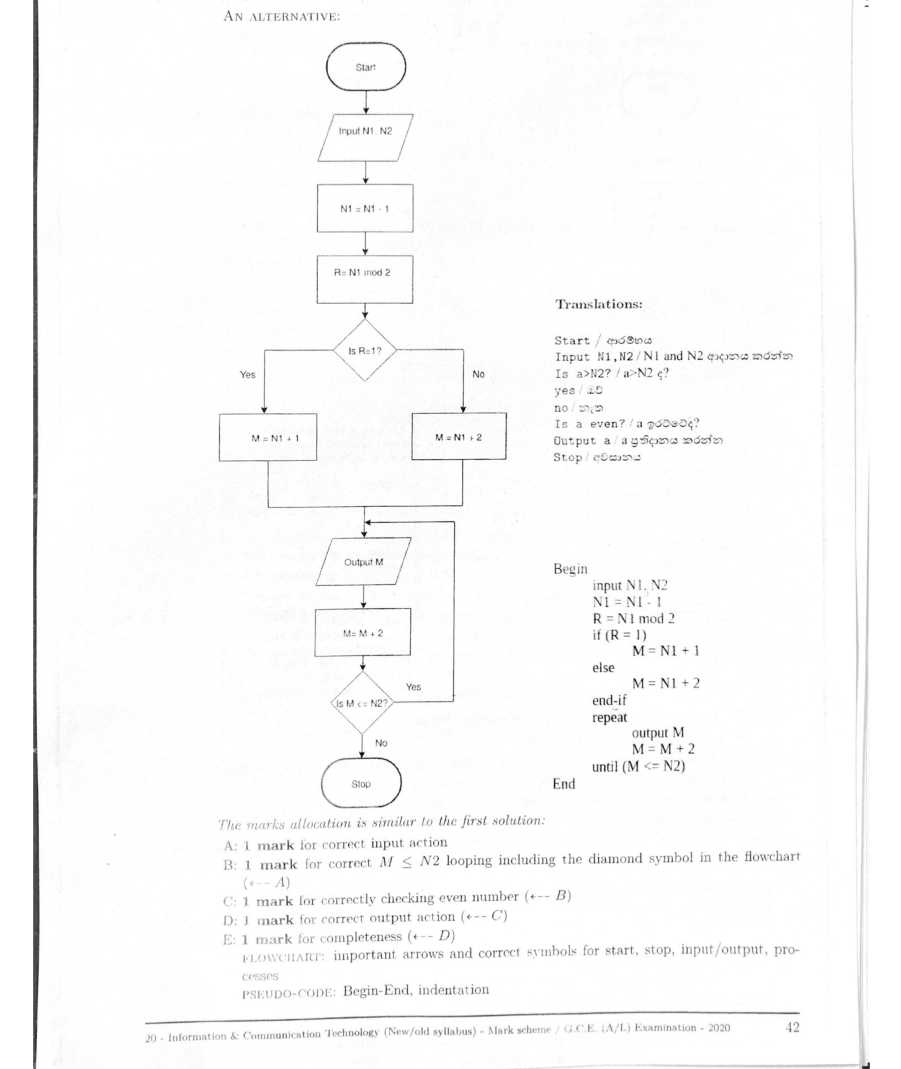 AN ALTERNATIVE:
Start
Input N1, N2
N1 = N1 - 1
R= N1 mod 2
Is R=1?
Yes
No
M = N1 + 1
M = N1 + 2
Output M
M= M + 2
Is M <= N2?
Yes
No
Stop
Translations:
Start / ආරම්භය
Input N1,N2 / N1 and N2 ආදානය කරන්න
Is a>N2? / a>N2 ද?
yes / ඔව්
no / නැත
Is a even? / a ඉරට්ටේද?
Output a / a ප්‍රතිදානය කරන්න
Stop / අවසානය
Begin
input N1, N2
N1 = N1 - 1
R = N1 mod 2
if (R = 1)
M = N1 + 1
else
M = N1 + 2
end-if
repeat
output M
M = M + 2
until (M <= N2)
End
The marks allocation is similar to the first solution:
A: 1 mark for correct input action
B: 1 mark for correct M ≤ N2 looping including the diamond symbol in the flowchart
(←-- A)
C: 1 mark for correctly checking even number (←-- B)
D: 1 mark for correct output action (←-- C)
E: 1 mark for completeness (←-- D)
FLOWCHART: important arrows and correct symbols for start, stop, input/output, pro-
cesses
PSEUDO-CODE: Begin-End, indentation
20 - Information & Communication Technology (New/old syllabus) - Mark scheme / G.C.E. (A/L) Examination - 2020
42